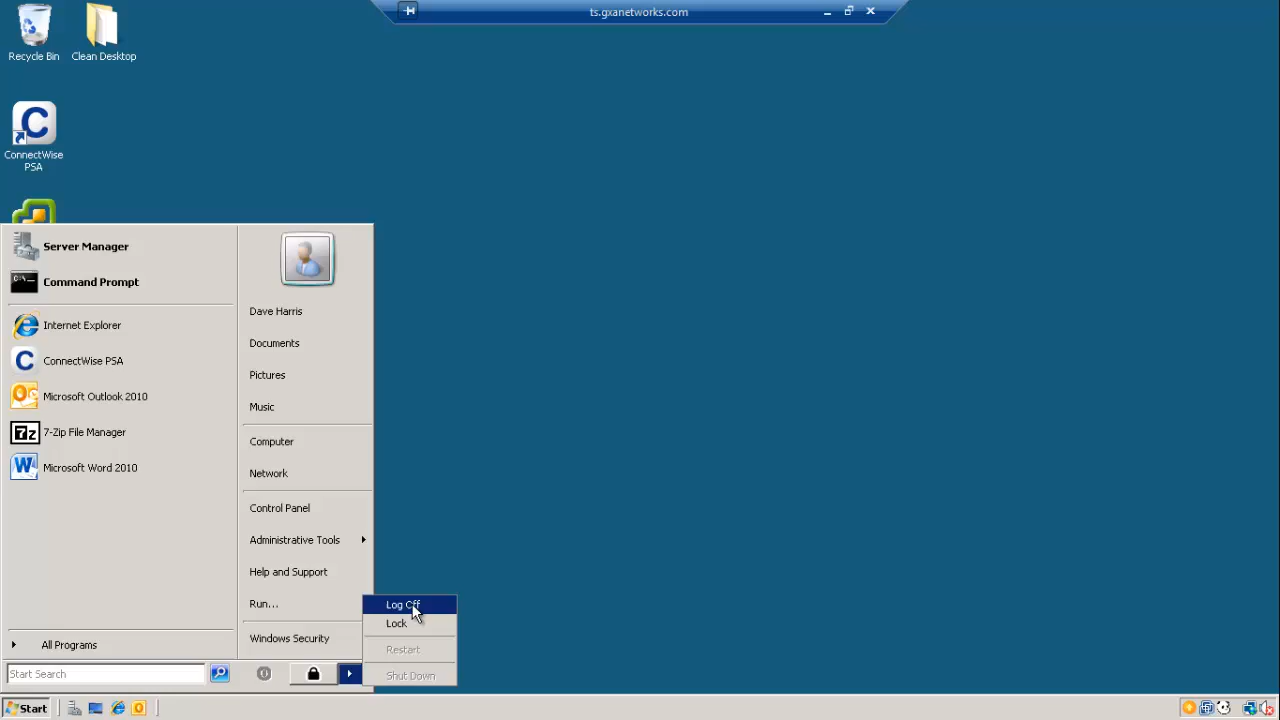 ts.gxanetworks.com
Recycle Bin
Clean Desktop
ConnectWise
PSA
Server Manager
Command Prompt
Internet Explorer
ConnectWise PSA
Microsoft Outlook 2010
7-Zip File Manager
Microsoft Word 2010
All Programs
Start Search
Dave Harris
Documents
Pictures
Music
Computer
Network
Control Panel
Administrative Tools
Help and Support
Run...
Windows Security
Log Off
Lock
Restart
Shut Down
Start